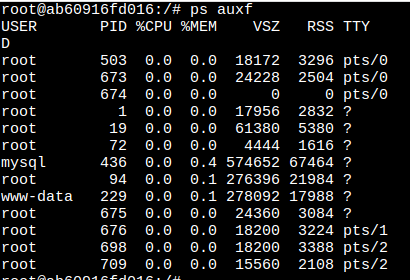 root@ab60916fd016:/# ps auxf
USER       PID %CPU %MEM    VSZ   RSS TTY
D
root       503  0.0  0.0  18172  3296 pts/0
root       673  0.0  0.0  24228  2504 pts/0
root       674  0.0  0.0      0     0 pts/0
root         1  0.0  0.0  17956  2832 ?
root        19  0.0  0.0  61380  5380 ?
root        72  0.0  0.0   4444  1616 ?
mysql      436  0.0  0.4 574652 67464 ?
root        94  0.0  0.1 276396 21984 ?
www-data   229  0.0  0.1 278092 17988 ?
root       675  0.0  0.0  24360  3084 ?
root       676  0.0  0.0  18200  3224 pts/1
root       698  0.0  0.0  18200  3388 pts/2
root       709  0.0  0.0  15560  2108 pts/2
root@ab60916fd016:/#